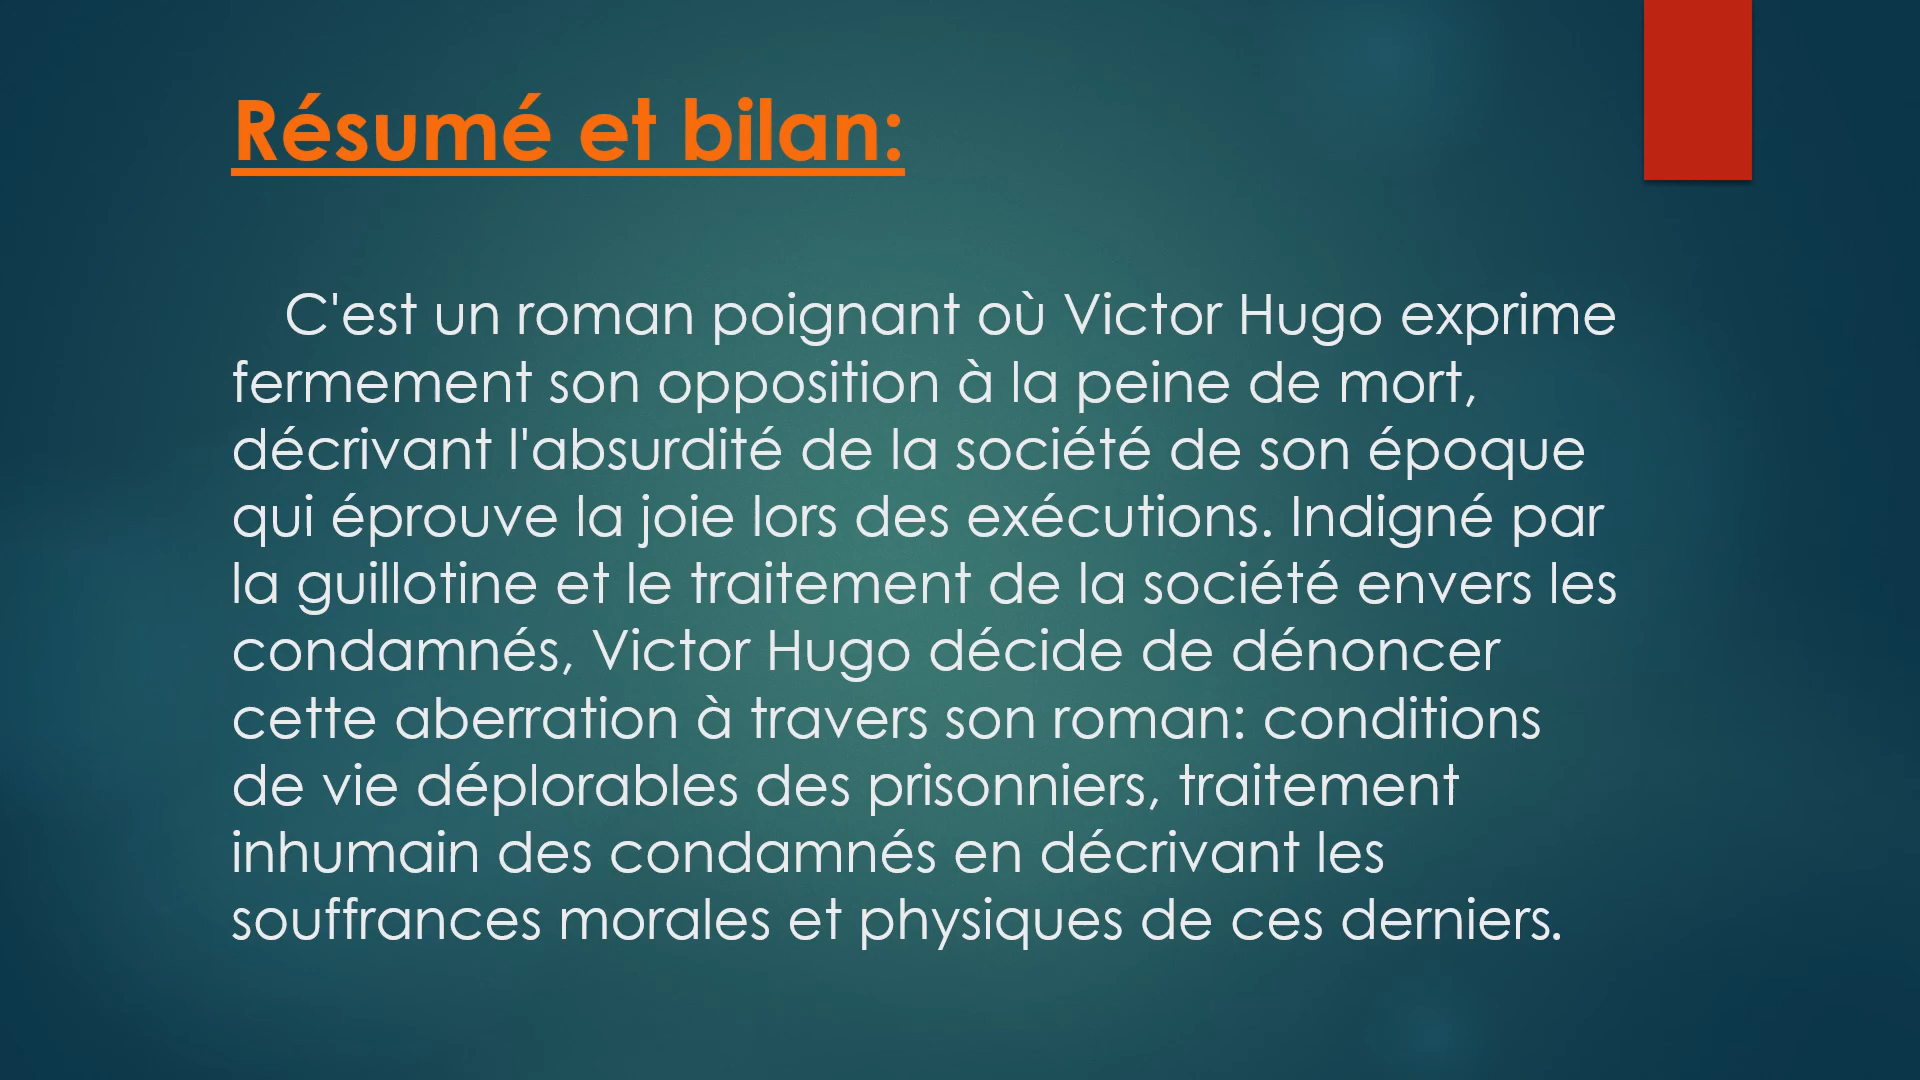 Résumé et bilan:
C'est un roman poignant où Victor Hugo exprime
fermement son opposition à la peine de mort,
décrivant l'absurdité de la société de son époque
qui éprouve la joie lors des exécutions. Indigné par
la guillotine et le traitement de la société envers les
condamnés, Victor Hugo décide de dénoncer
cette aberration à travers son roman: conditions
de vie déplorables des prisonniers, traitement
inhumain des condamnés en décrivant les
souffrances morales et physiques de ces derniers.